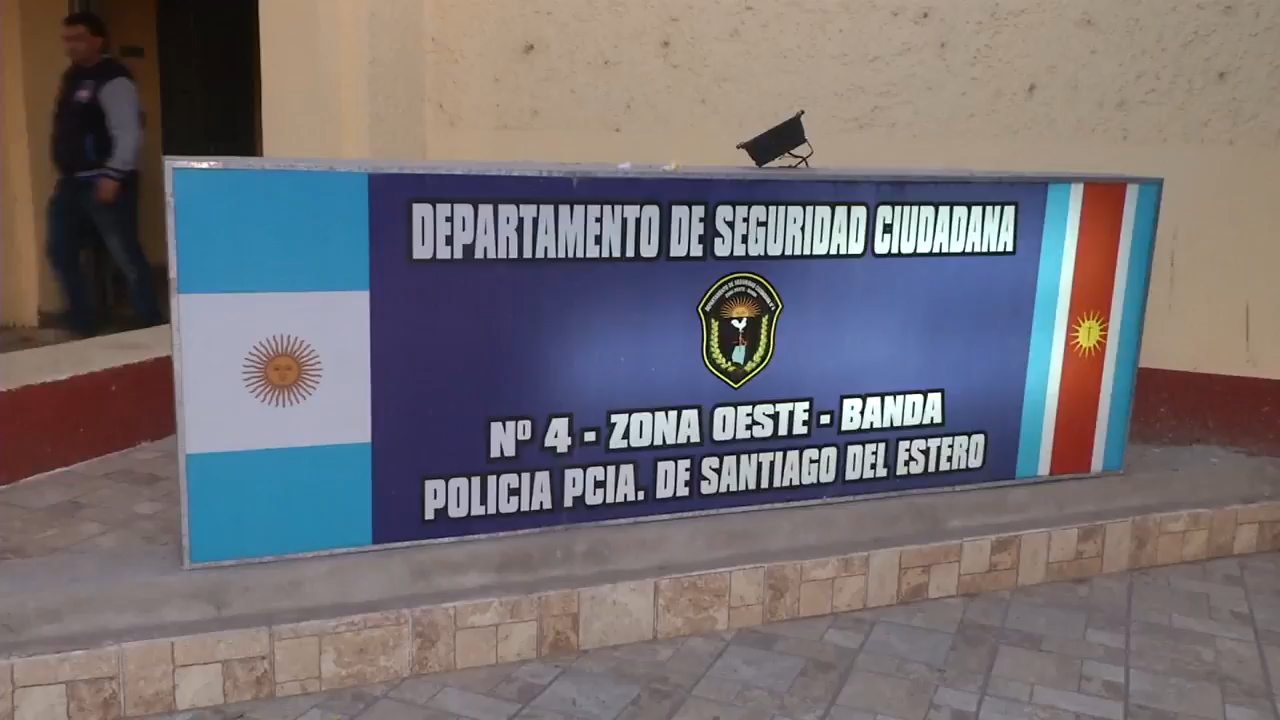 DEPARTAMENTO DE SEGURIDAD CIUDADANA
Nº 4 - ZONA OESTE - BANDA
POLICIA PCIA. DE SANTIAGO DEL ESTERO